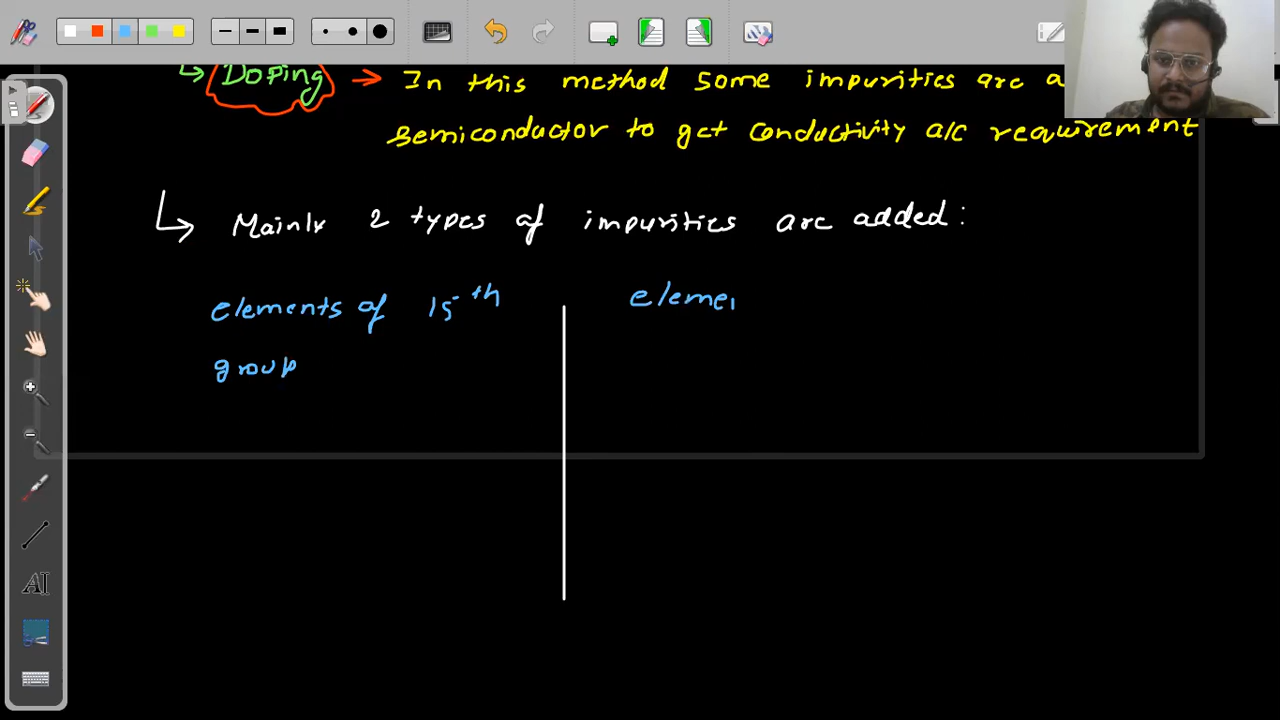 ↳ Doping → In this method some impurities are a
semiconductor to get conductivity a/c requirement
↳ Mainly 2 types of impurities are added:
elements of 15th
group
elemen